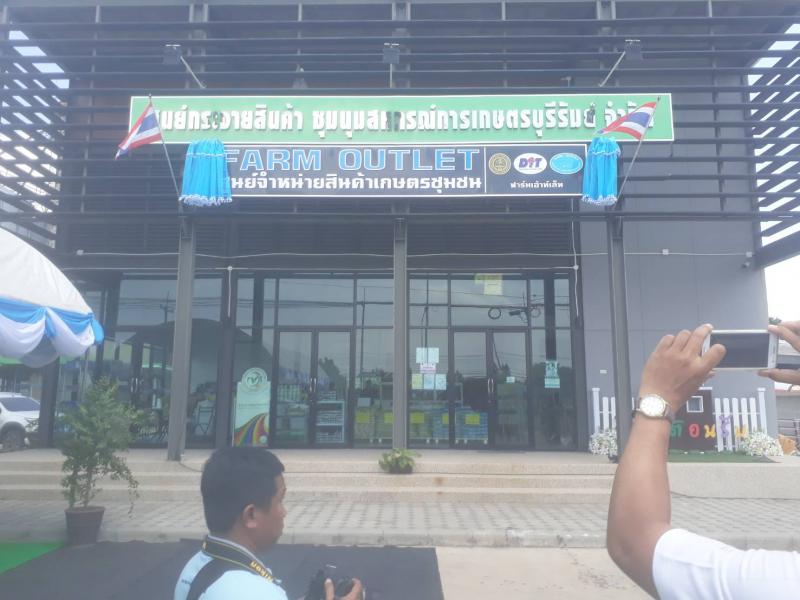 ชุมนุมสหกรณ์การเกษตรบุรีรัมย์ จำกัด
FARM OUTLET
ศูนย์จำหน่ายสินค้าเกษตรชุมชน
DIT
ฟาร์มเอ้าท์เล็ท